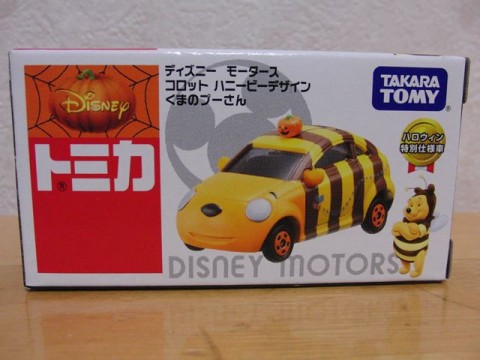 Disney
トミカ
®
ディズニー モータース
コロット ハニービーデザイン
くまのプーさん
TAKARA
TOMY
ハロウィン
特別仕様車
DISNEY MOTORS